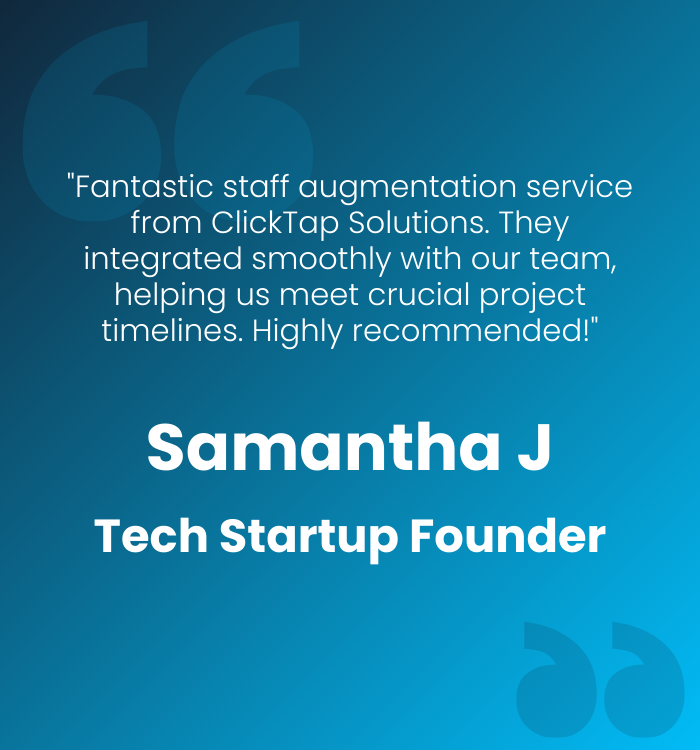 "Fantastic staff augmentation service
from ClickTap Solutions. They
integrated smoothly with our team,
helping us meet crucial project
timelines. Highly recommended!"
Samantha J
Tech Startup Founder